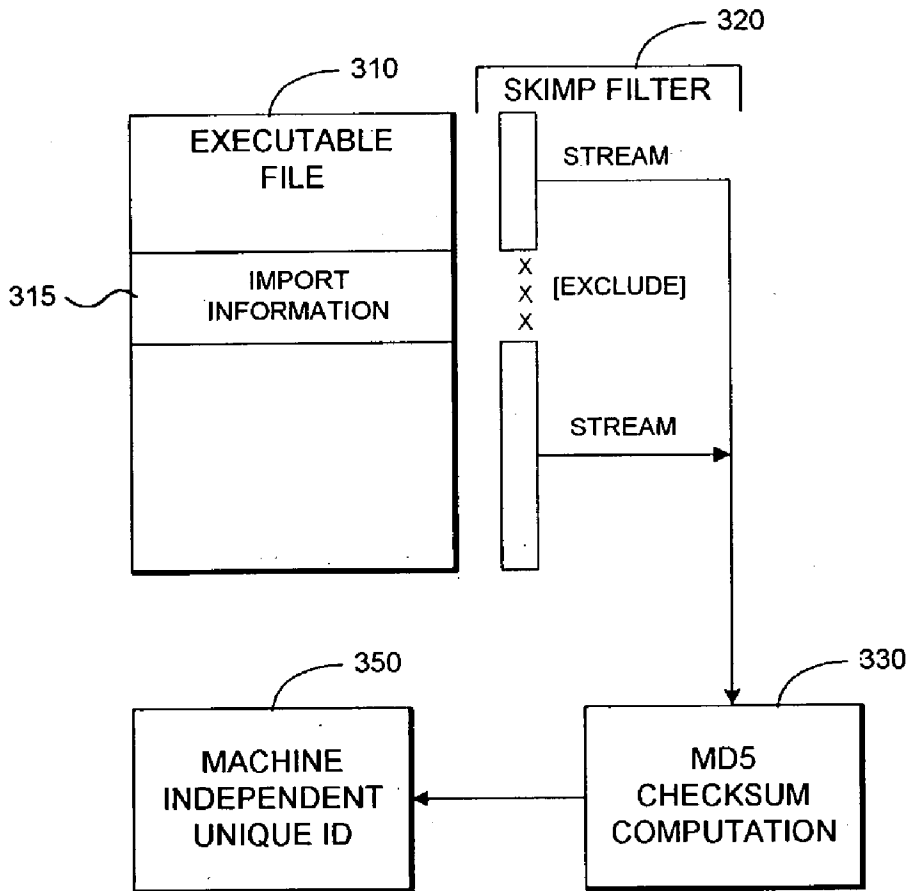 310
320
EXECUTABLE
FILE
SKIMP FILTER
STREAM
315
IMPORT
INFORMATION
X
X
X
[EXCLUDE]
STREAM
350
330
MACHINE
INDEPENDENT
UNIQUE ID
MD5
CHECKSUM
COMPUTATION